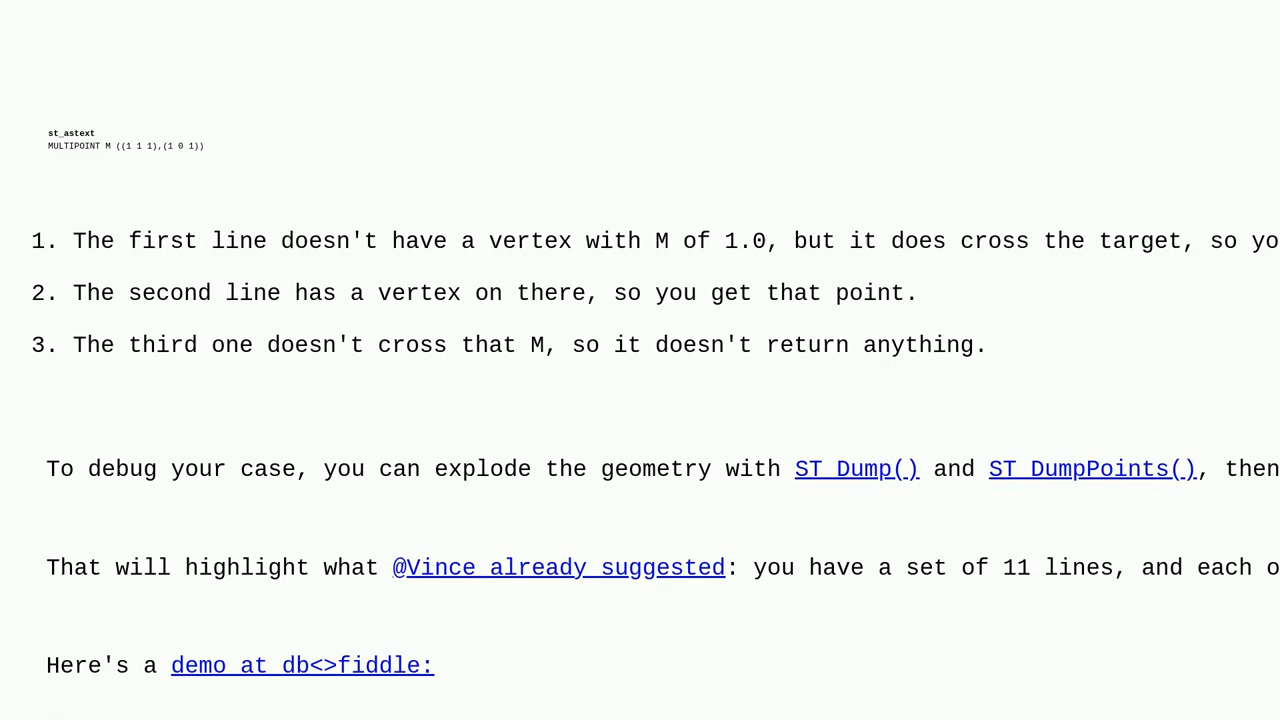 st_astext
MULTIPOINT M ((1 1 1),(1 0 1))
1. The first line doesn't have a vertex with M of 1.0, but it does cross the target, so yo
2. The second line has a vertex on there, so you get that point.
3. The third one doesn't cross that M, so it doesn't return anything.
To debug your case, you can explode the geometry with ST_Dump() and ST_DumpPoints(), then
That will highlight what @Vince already suggested: you have a set of 11 lines, and each o
Here's a demo at db<>fiddle: